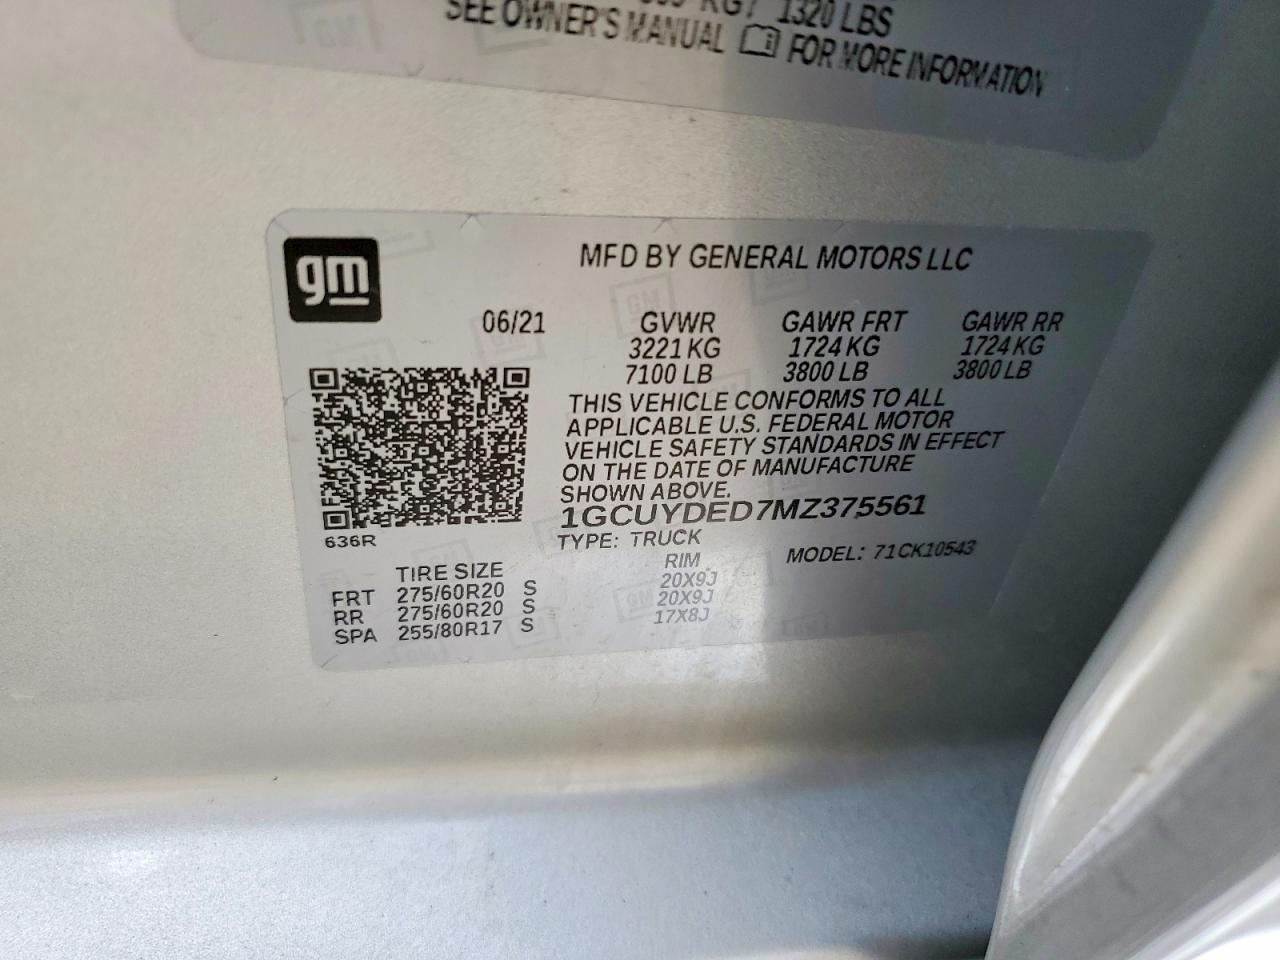 KG / 1320 LBS
SEE OWNER'S MANUAL FOR MORE INFORMATION
gm
MFD BY GENERAL MOTORS LLC
06/21 GVWR GAWR FRT GAWR RR
3221 KG 1724 KG 1724 KG
7100 LB 3800 LB 3800 LB
THIS VEHICLE CONFORMS TO ALL
APPLICABLE U.S. FEDERAL MOTOR
VEHICLE SAFETY STANDARDS IN EFFECT
ON THE DATE OF MANUFACTURE
SHOWN ABOVE.
1GCUYDED7MZ375561
TYPE: TRUCK MODEL: 71CK10543
636R
TIRE SIZE RIM
FRT 275/60R20 S 20X9J
RR 275/60R20 S 20X9J
SPA 255/80R17 S 17X8J